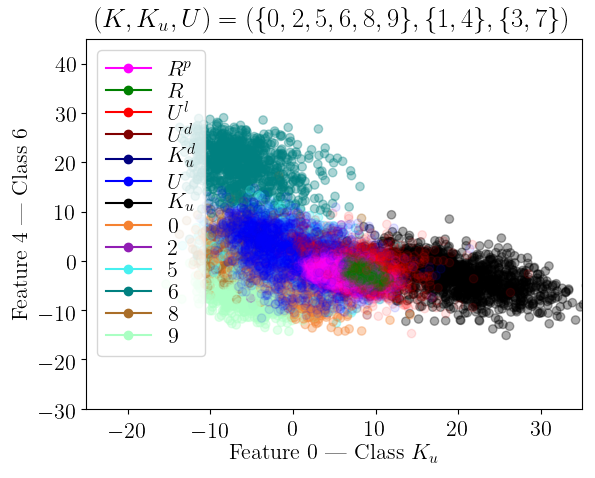 (K, K_u, U) = ({0, 2, 5, 6, 8, 9}, {1, 4}, {3, 7})
Feature 4 — Class 6
40
30
20
10
0
−10
−20
−30
R^p
R
U^l
U^d
K_u^d
U
K_u
0
2
5
6
8
9
−20 −10 0 10 20 30
Feature 0 — Class K_u